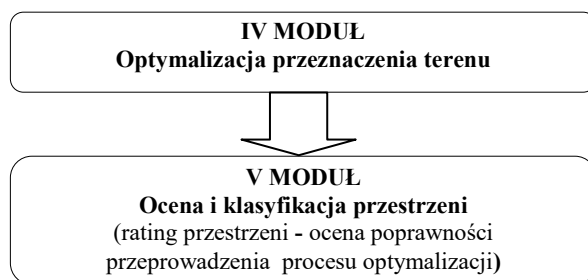 IV MODUŁ
Optymalizacja przeznaczenia terenu
V MODUŁ
Ocena i klasyfikacja przestrzeni
(rating przestrzeni - ocena poprawności
przeprowadzenia procesu optymalizacji)